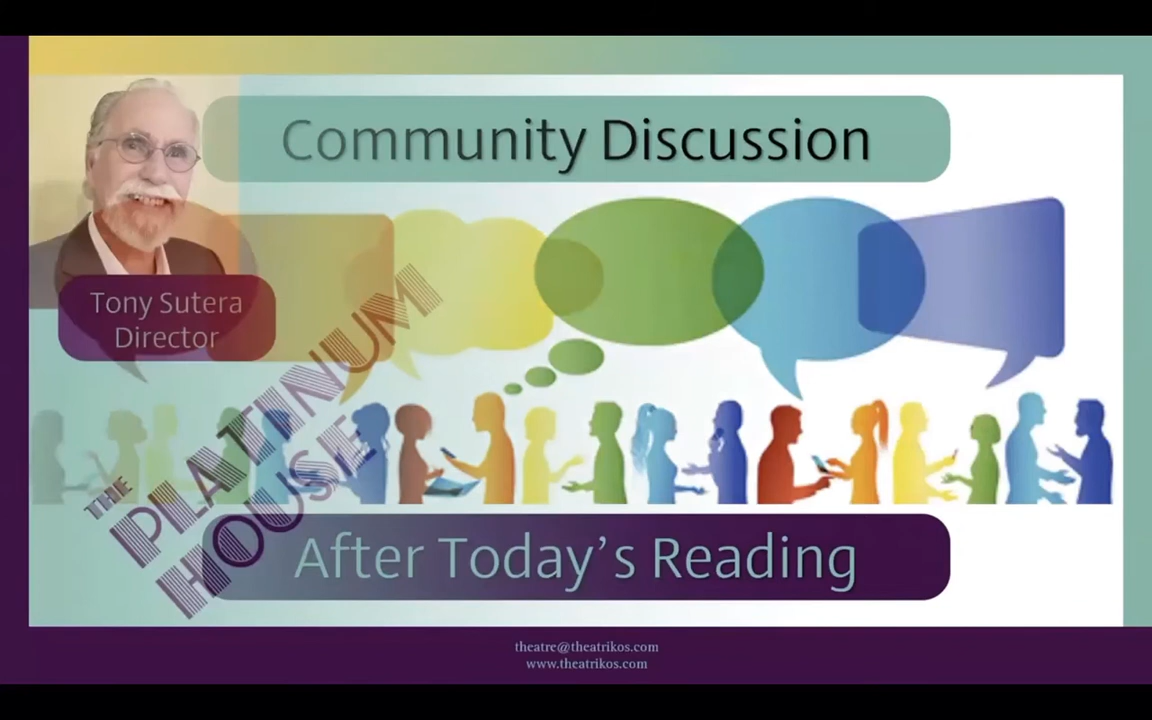 Community Discussion
Tony Sutera
Director
THE
PLATINUM
HOUSE
After Today's Reading
theatre@theatrikos.com
www.theatrikos.com